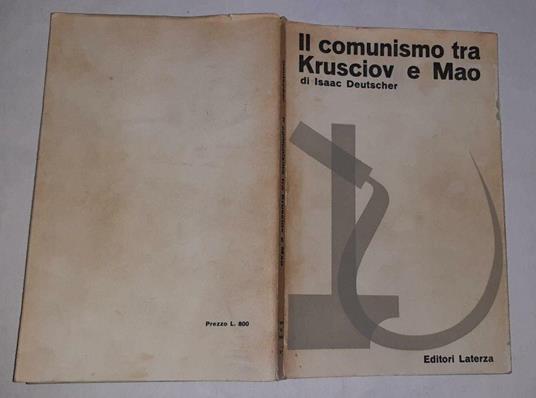 Il comunismo tra
Krusciov e Mao
di Isaac Deutscher
Editori Laterza
Prezzo L. 800